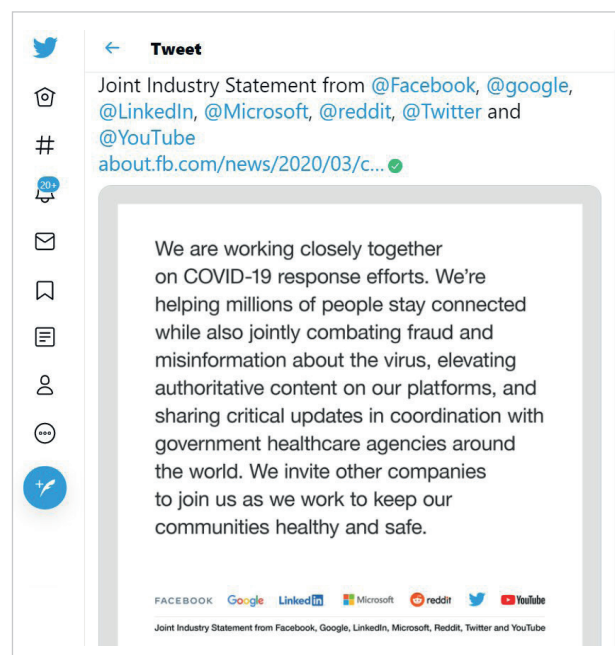 Tweet
Joint Industry Statement from @Facebook, @google,
@LinkedIn, @Microsoft, @reddit, @Twitter and
@YouTube
about.fb.com/news/2020/03/c...
20+
We are working closely together
on COVID-19 response efforts. We're
helping millions of people stay connected
while also jointly combating fraud and
misinformation about the virus, elevating
authoritative content on our platforms, and
sharing critical updates in coordination with
government healthcare agencies around
the world. We invite other companies
to join us as we work to keep our
communities healthy and safe.
FACEBOOK Google Linked in Microsoft reddit YouTube
Joint Industry Statement from Facebook, Google, LinkedIn, Microsoft, Reddit, Twitter and YouTube